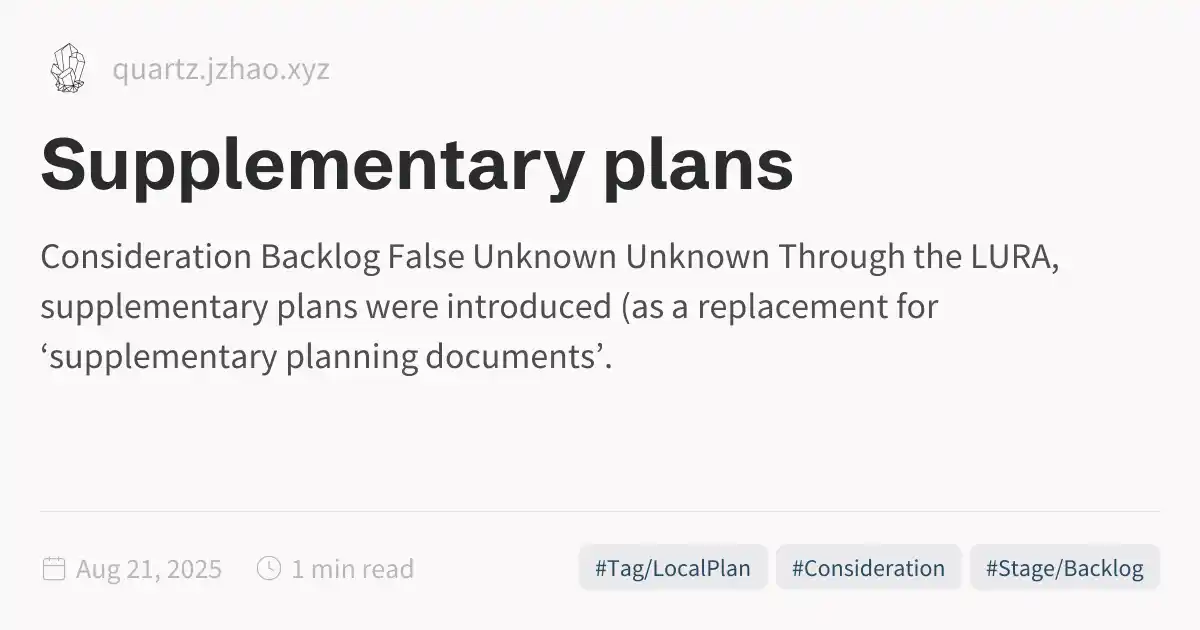 quartz.jzhao.xyz
Supplementary plans
Consideration Backlog False Unknown Unknown Through the LURA,
supplementary plans were introduced (as a replacement for
‘supplementary planning documents’.
Aug 21, 2025
1 min read
#Tag/LocalPlan
#Consideration
#Stage/Backlog